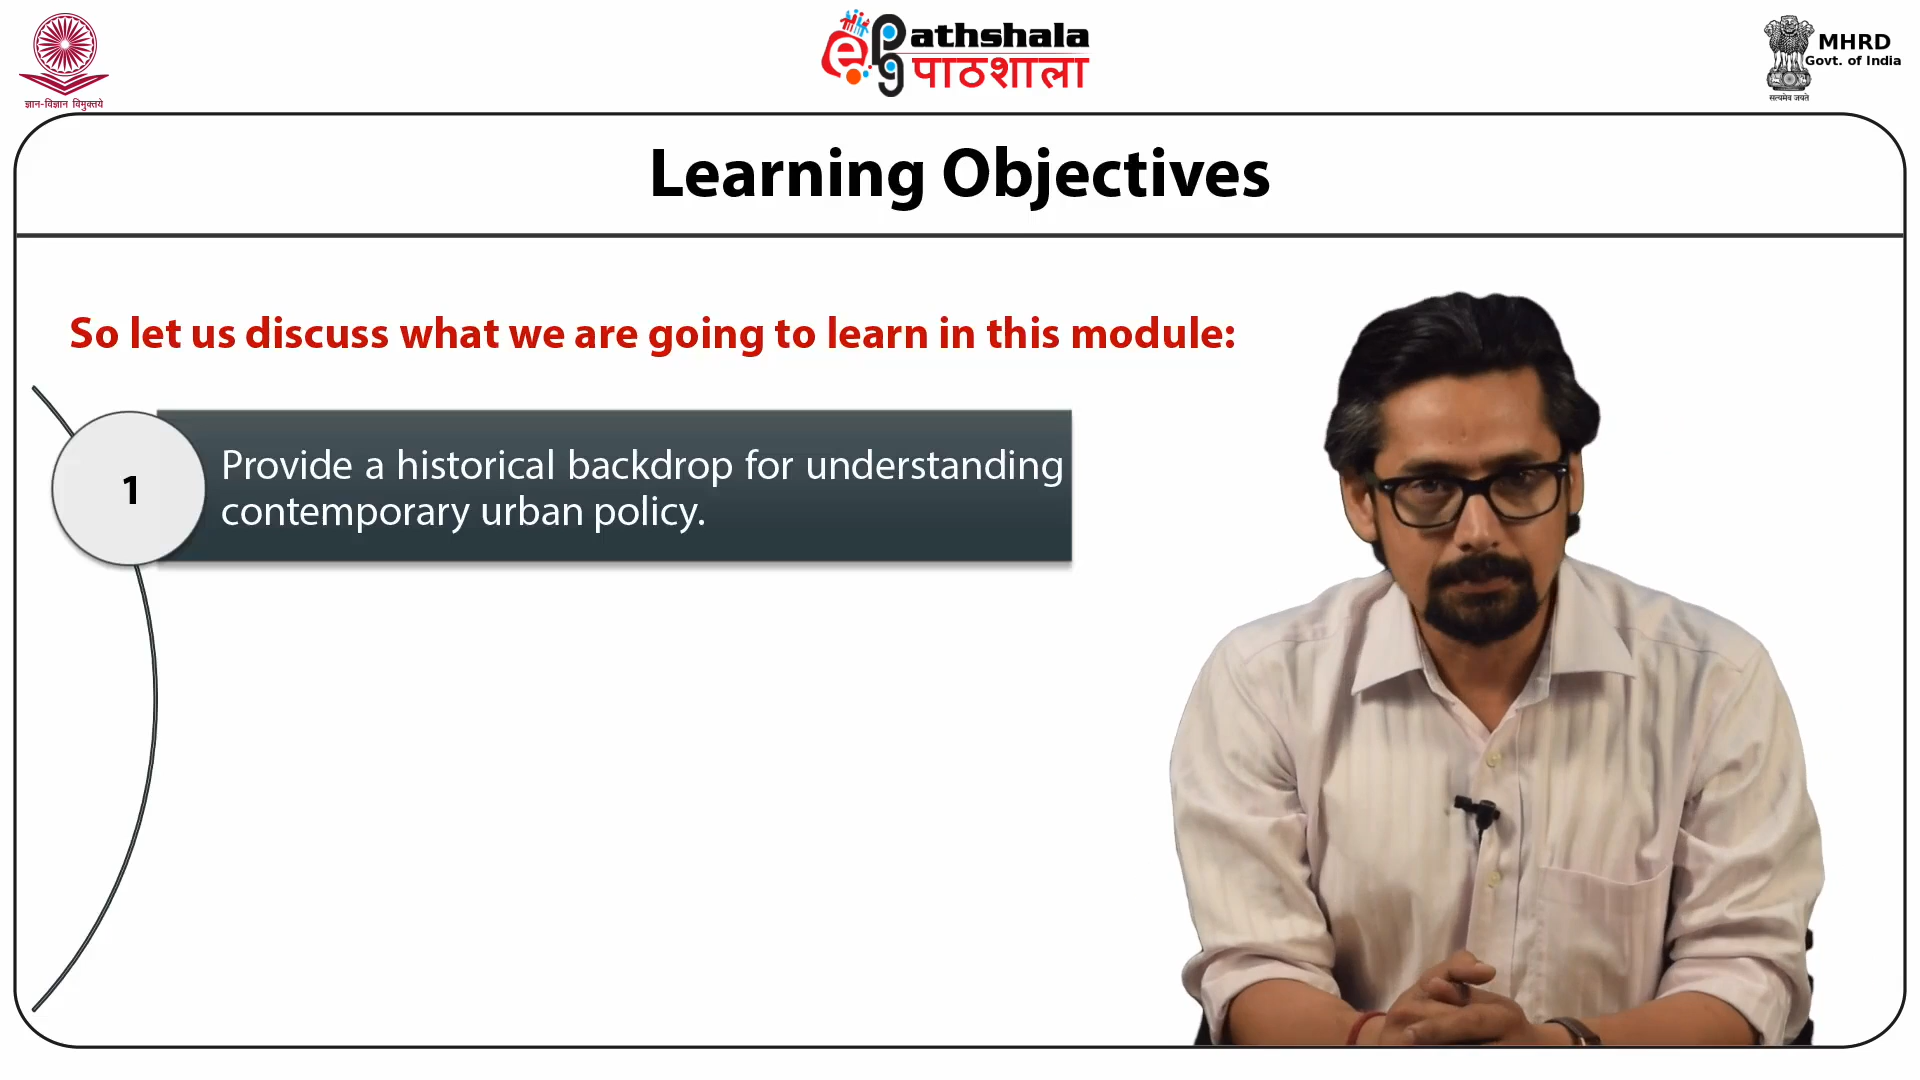 ज्ञान-विज्ञान विमुक्तये
ePathshala
पाठशाला
MHRD
Govt. of India
सत्यमेव जयते
Learning Objectives
So let us discuss what we are going to learn in this module:
1
Provide a historical backdrop for understanding
contemporary urban policy.